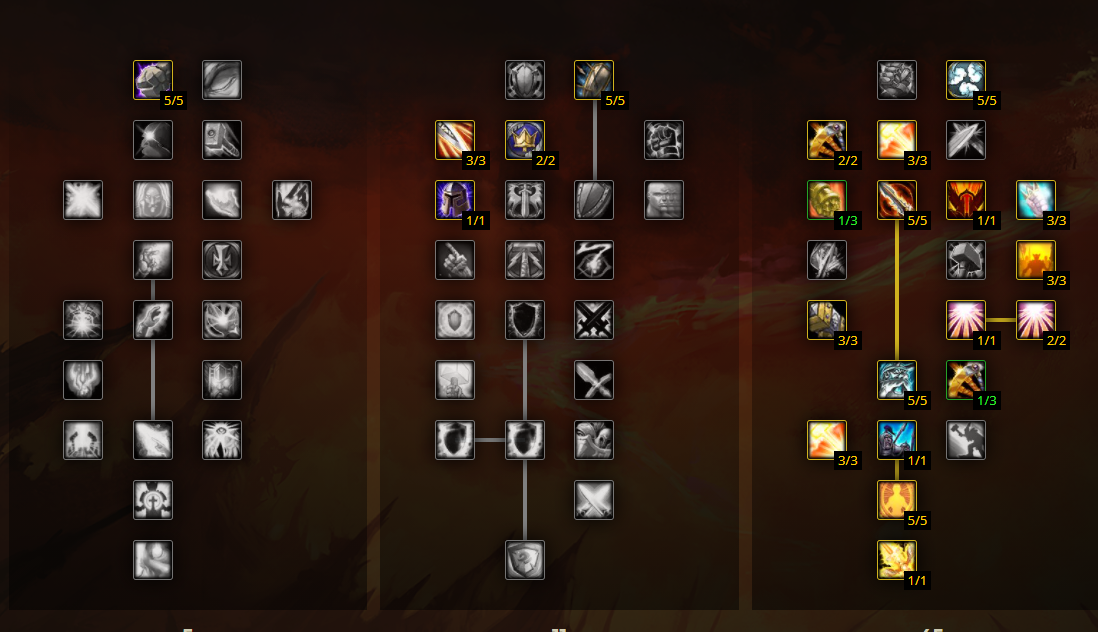 5/5 5/5 5/5
3/3 2/2 2/2 3/3
1/1 1/3 5/5 1/1 3/3
3/3
3/3 1/1 2/2
5/5 1/3
3/3 1/1
5/5
1/1